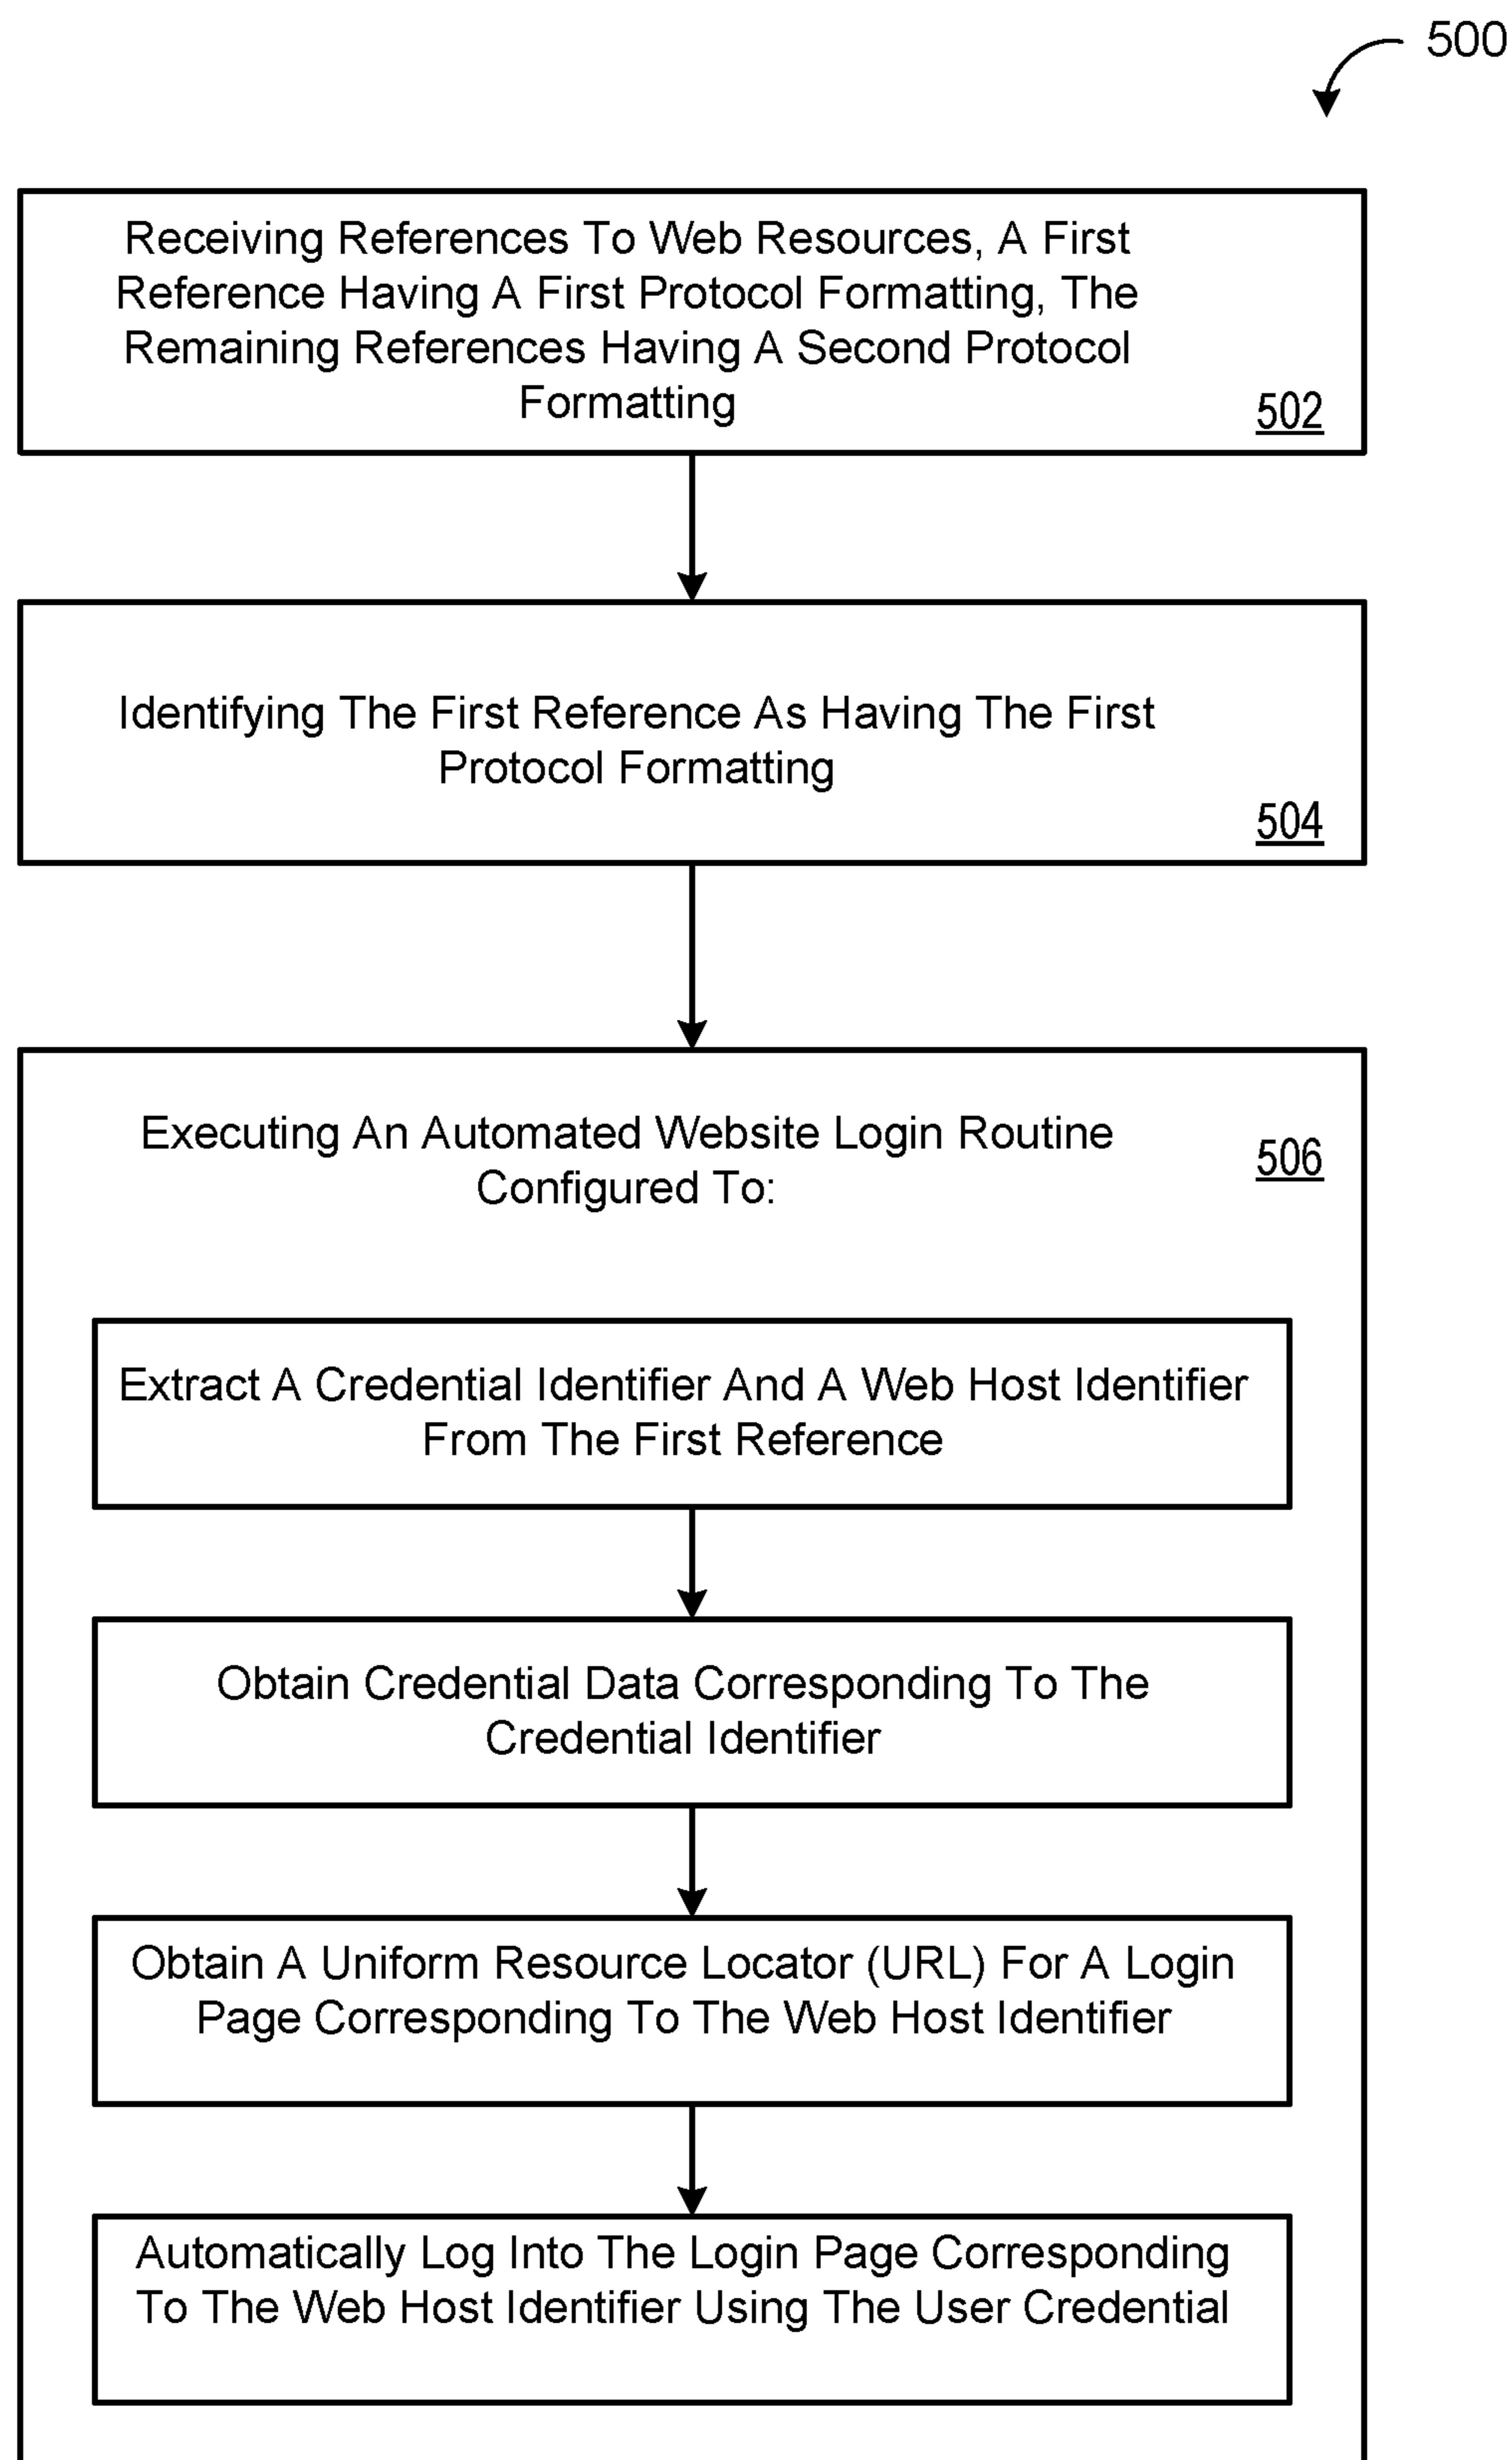 500
Receiving References To Web Resources, A First
Reference Having A First Protocol Formatting, The
Remaining References Having A Second Protocol
Formatting
502
Identifying The First Reference As Having The First
Protocol Formatting
504
Executing An Automated Website Login Routine
Configured To:
506
Extract A Credential Identifier And A Web Host Identifier
From The First Reference
Obtain Credential Data Corresponding To The
Credential Identifier
Obtain A Uniform Resource Locator (URL) For A Login
Page Corresponding To The Web Host Identifier
Automatically Log Into The Login Page Corresponding
To The Web Host Identifier Using The User Credential